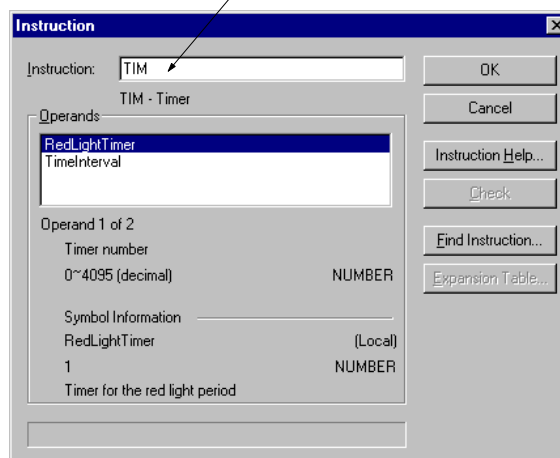 Instruction
Instruction: TIM
TIM - Timer
Operands
RedLightTimer
TimeInterval
Operand 1 of 2
Timer number
0~4095 (decimal) NUMBER
Symbol Information
RedLightTimer (Local)
1 NUMBER
Timer for the red light period
OK
Cancel
Instruction Help...
Check
Find Instruction...
Expansion Table...